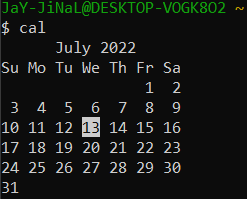 JaY-JiNaL@DESKTOP-VOGK8O2 ~
$ cal
July 2022
Su Mo Tu We Th Fr Sa
1 2
3 4 5 6 7 8 9
10 11 12 13 14 15 16
17 18 19 20 21 22 23
24 25 26 27 28 29 30
31